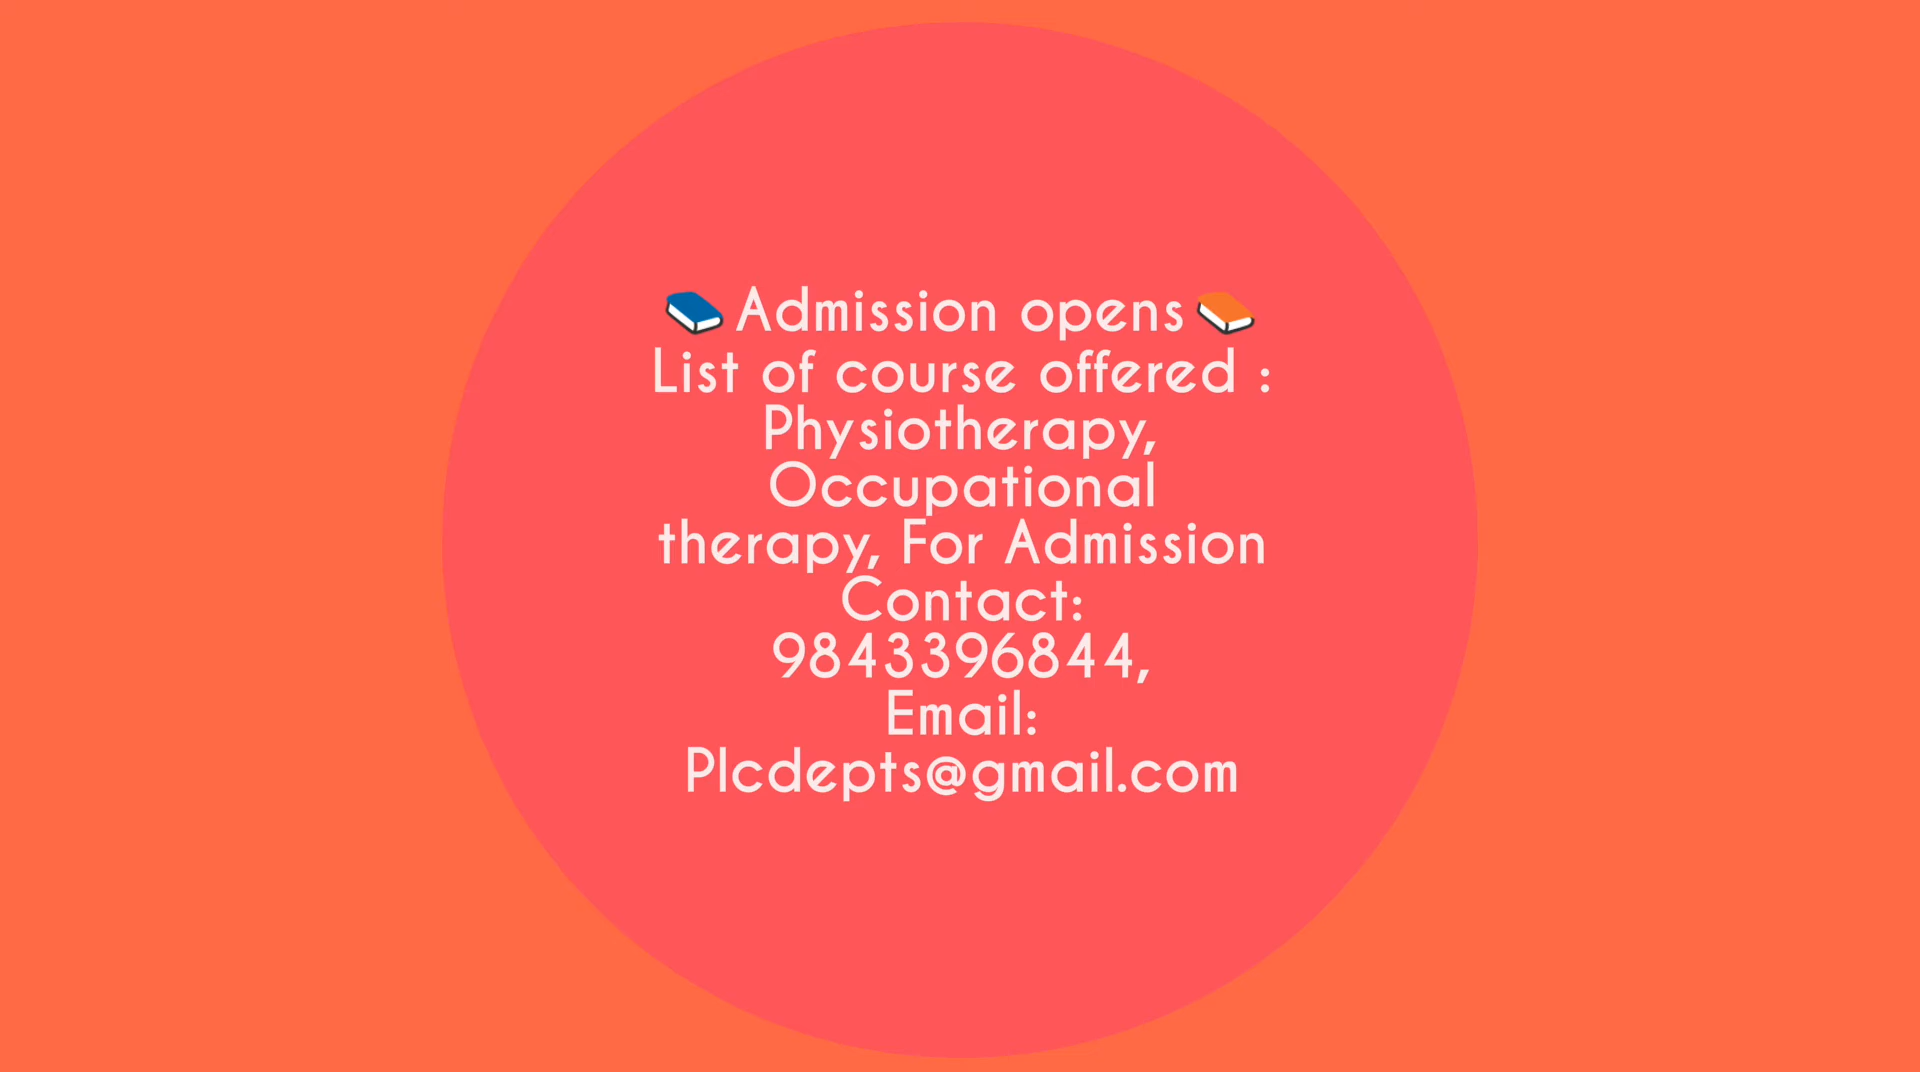 📘 Admission opens 📙
List of course offered :
Physiotherapy,
Occupational
therapy, For Admission
Contact:
9843396844,
Email:
Plcdepts@gmail.com